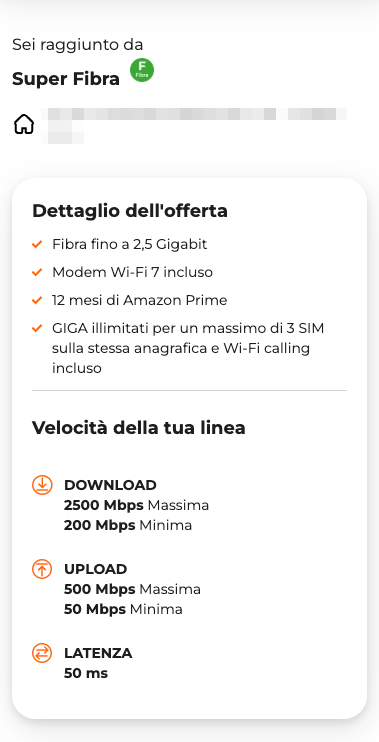 Sei raggiunto da
Super Fibra
F
Fibra
Dettaglio dell'offerta
Fibra fino a 2,5 Gigabit
Modem Wi-Fi 7 incluso
12 mesi di Amazon Prime
GIGA illimitati per un massimo di 3 SIM
sulla stessa anagrafica e Wi-Fi calling
incluso
Velocità della tua linea
DOWNLOAD
2500 Mbps Massima
200 Mbps Minima
UPLOAD
500 Mbps Massima
50 Mbps Minima
LATENZA
50 ms